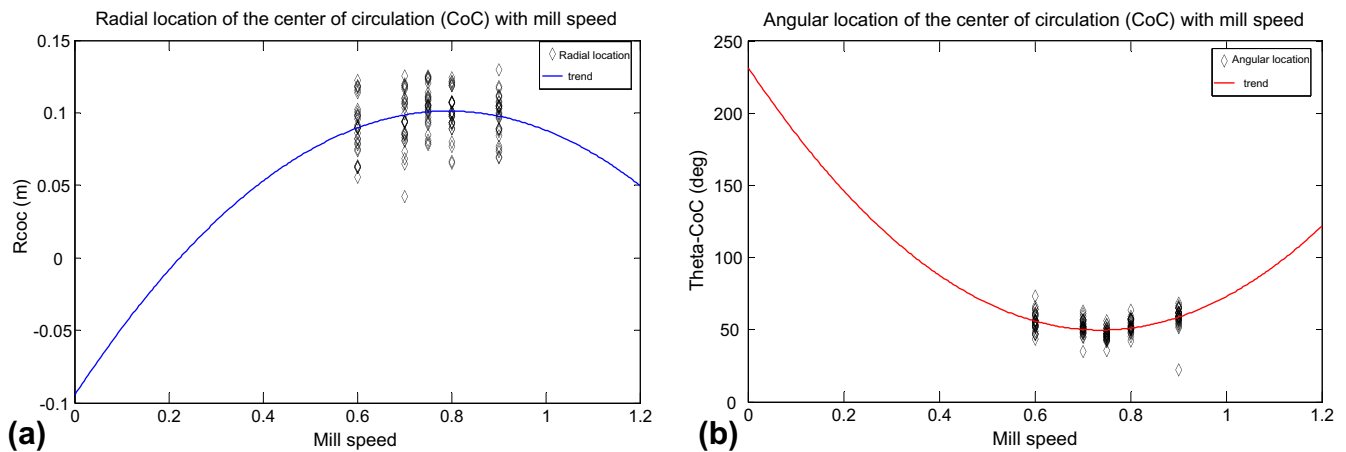 Radial location of the center of circulation (CoC) with mill speed
0.15
0.1
0.05
0
-0.05
-0.1
Rcoc (m)
Radial location
trend
0 0.2 0.4 0.6 0.8 1 1.2
Mill speed
(a)
Angular location of the center of circulation (CoC) with mill speed
250
200
150
100
50
0
Theta-CoC (deg)
Angular location
trend
0 0.2 0.4 0.6 0.8 1 1.2
Mill speed
(b)